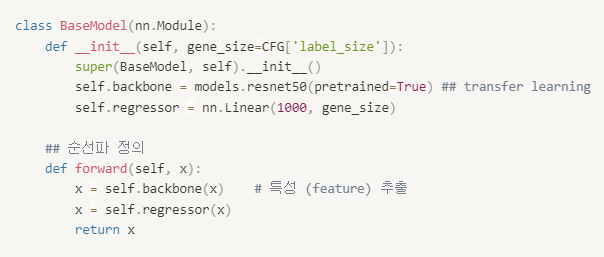 class BaseModel(nn.Module):
    def __init__(self, gene_size=CFG['label_size']):
        super(BaseModel, self).__init__()
        self.backbone = models.resnet50(pretrained=True) ## transfer learning
        self.regressor = nn.Linear(1000, gene_size)

    ## 순선파 정의
    def forward(self, x):
        x = self.backbone(x)    # 특성 (feature) 추출
        x = self.regressor(x)
        return x